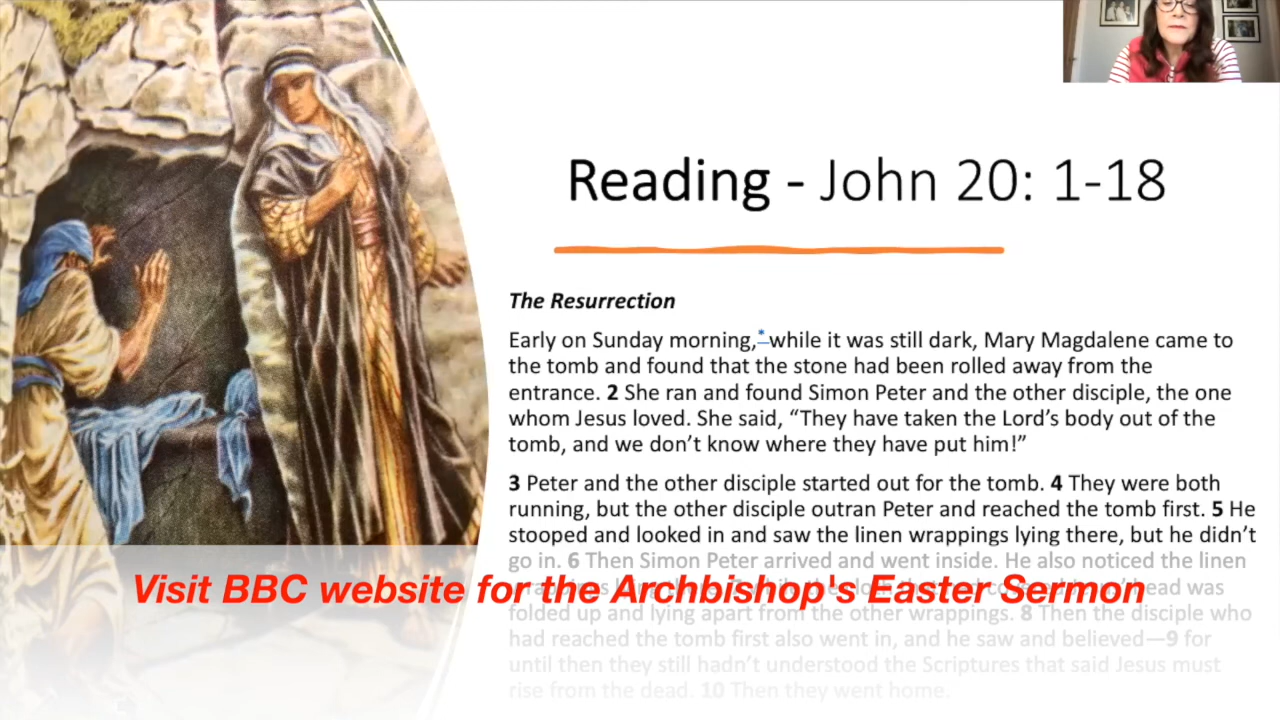 Reading - John 20: 1-18
The Resurrection
Early on Sunday morning,* while it was still dark, Mary Magdalene came to
the tomb and found that the stone had been rolled away from the
entrance. 2 She ran and found Simon Peter and the other disciple, the one
whom Jesus loved. She said, “They have taken the Lord’s body out of the
tomb, and we don’t know where they have put him!”
3 Peter and the other disciple started out for the tomb. 4 They were both
running, but the other disciple outran Peter and reached the tomb first. 5 He
stooped and looked in and saw the linen wrappings lying there, but he didn’t
go in. 6 Then Simon Peter arrived and went inside. He also noticed the linen
Visit BBC website for the Archbishop's Easter Sermon
head was
folded up and lying apart from the other wrappings. 8 Then the disciple who
had reached the tomb first also went in, and he saw and believed—9 for
until then they still hadn’t understood the Scriptures that said Jesus must
rise from the dead. 10 Then they went home.